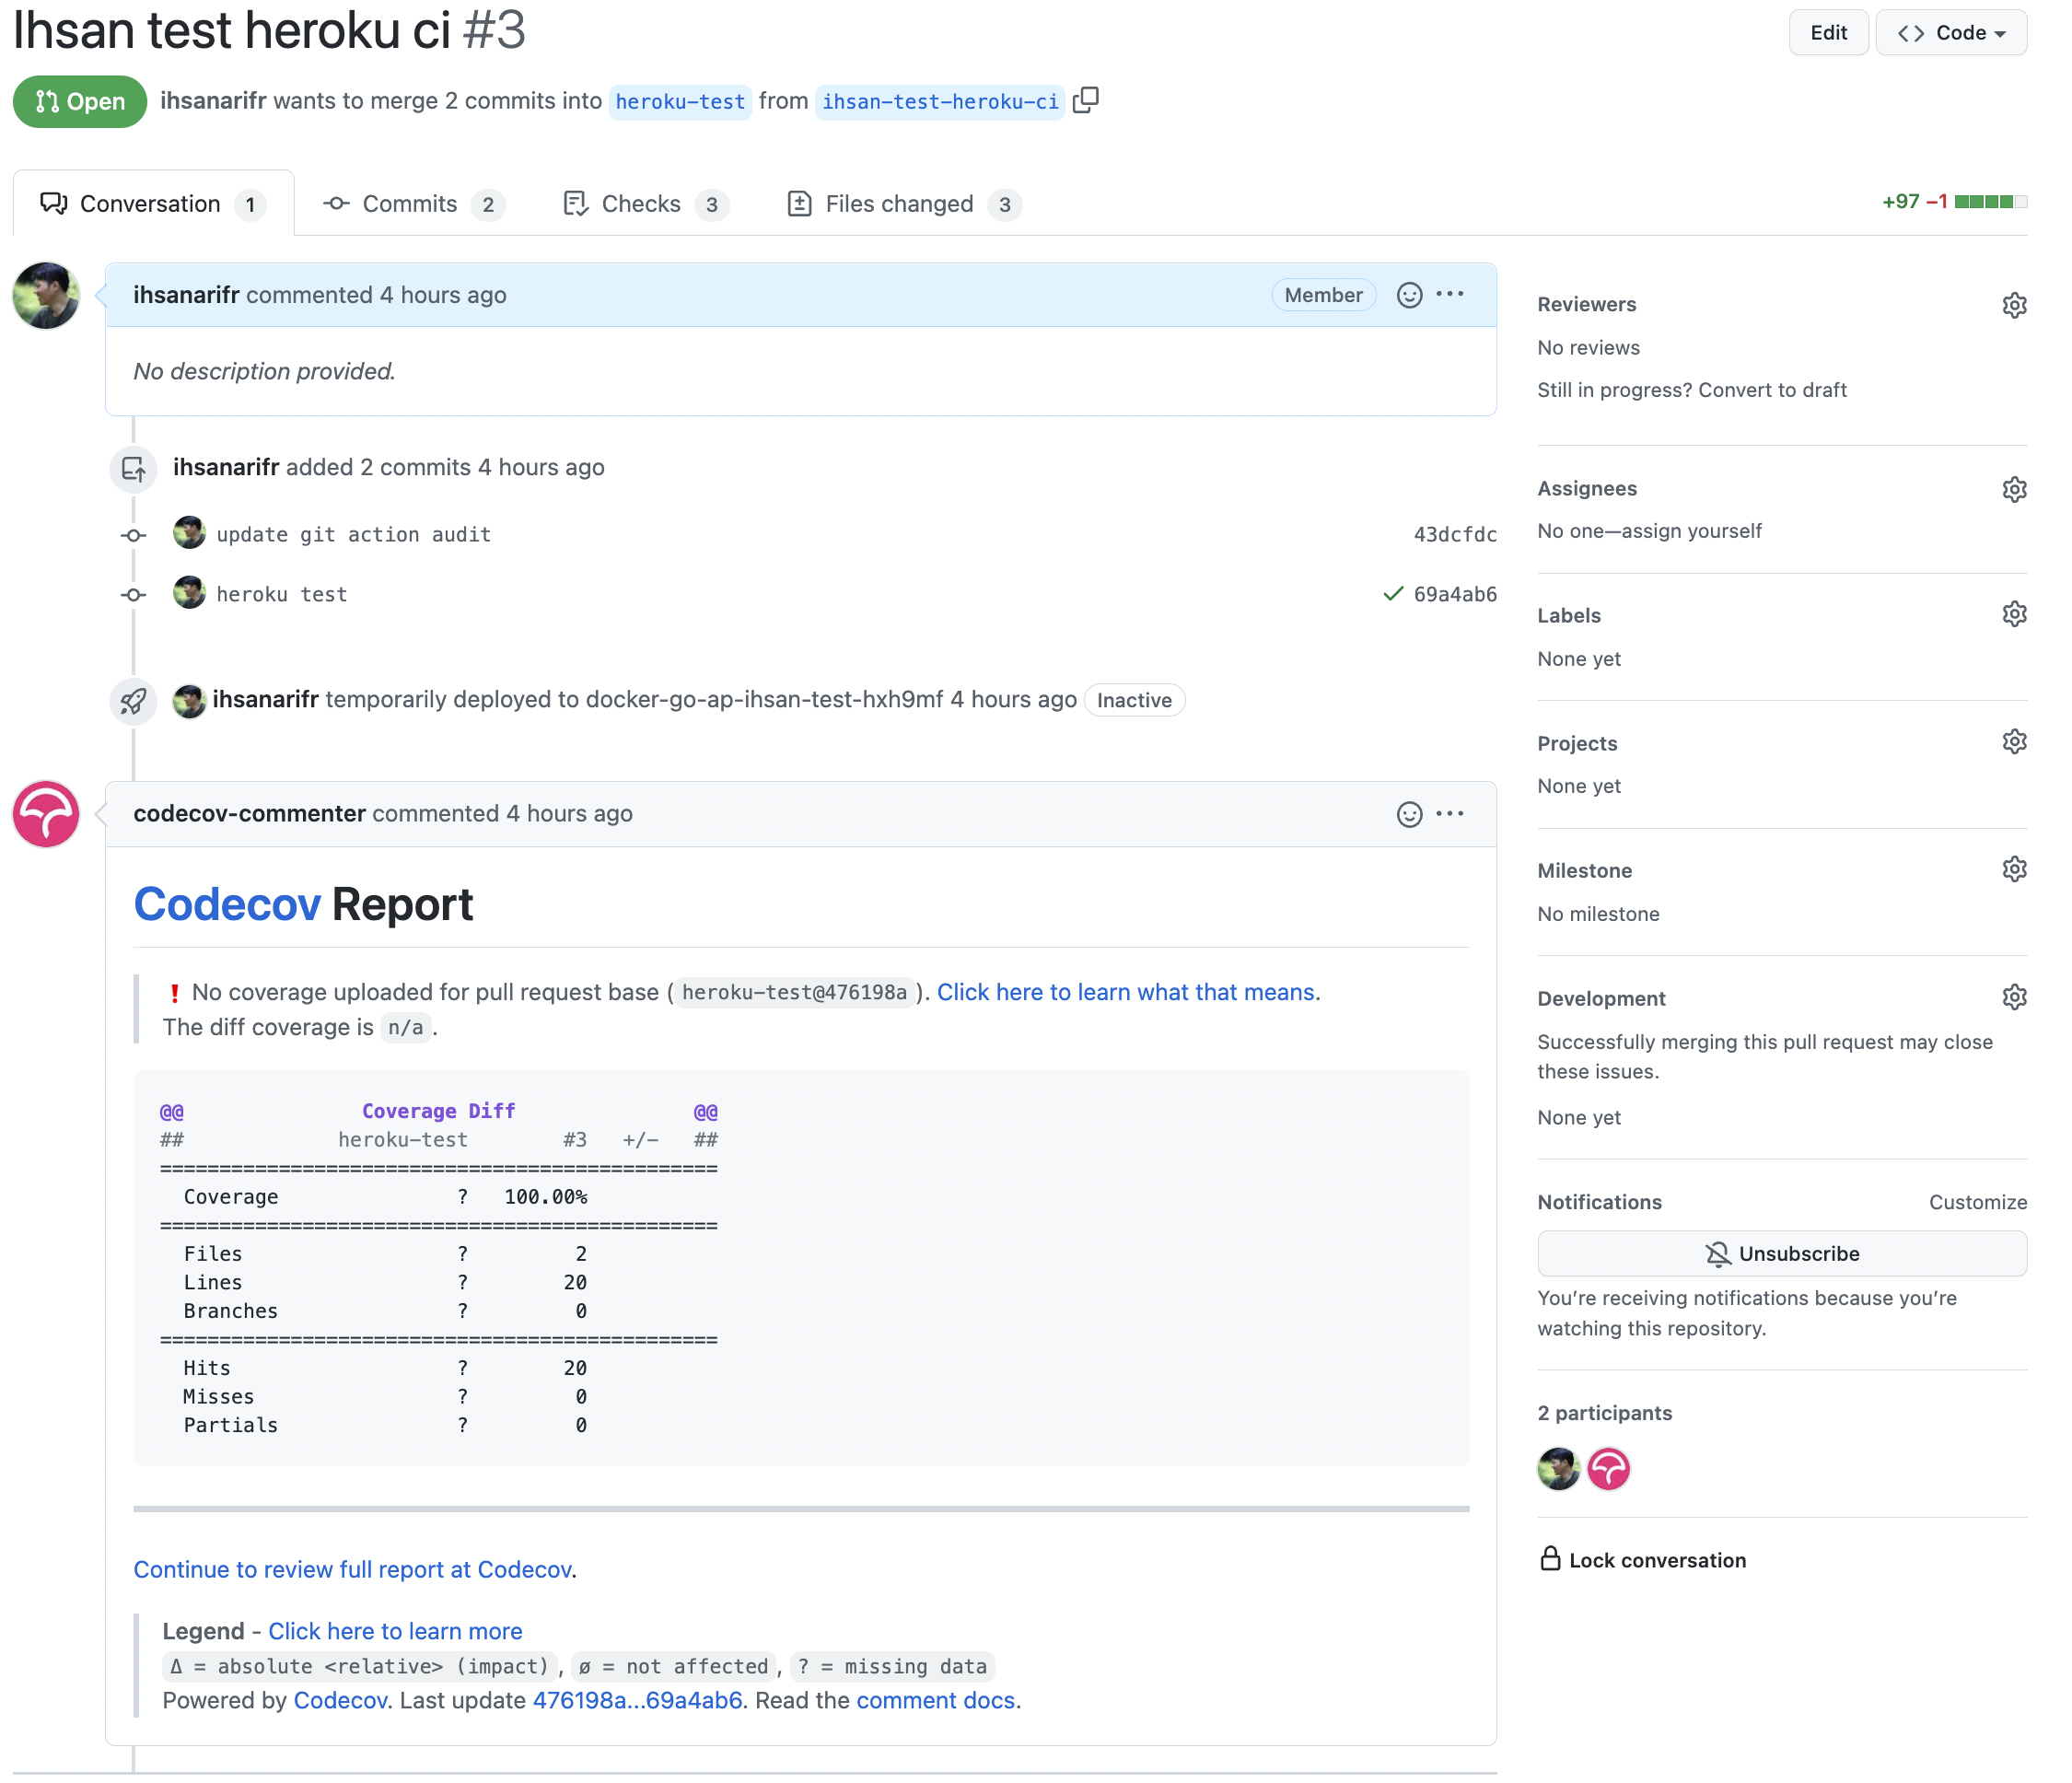 Ihsan test heroku ci #3
Edit
<> Code
Open
ihsanarifr wants to merge 2 commits into heroku-test from ihsan-test-heroku-ci
Conversation 1
Commits 2
Checks 3
Files changed 3
+97 −1
ihsanarifr commented 4 hours ago
Member
No description provided.
ihsanarifr added 2 commits 4 hours ago
update git action audit
43dcfdc
heroku test
69a4ab6
ihsanarifr temporarily deployed to docker-go-ap-ihsan-test-hxh9mf 4 hours ago Inactive
codecov-commenter commented 4 hours ago
Codecov Report
❗ No coverage uploaded for pull request base (heroku-test@476198a). Click here to learn what that means.
The diff coverage is n/a.
@@ Coverage Diff @@
## heroku-test #3 +/- ##
===============================================
Coverage ? 100.00%
===============================================
Files ? 2
Lines ? 20
Branches ? 0
===============================================
Hits ? 20
Misses ? 0
Partials ? 0
Continue to review full report at Codecov.
Legend - Click here to learn more
Δ = absolute <relative> (impact), ø = not affected, ? = missing data
Powered by Codecov. Last update 476198a...69a4ab6. Read the comment docs.
Reviewers
No reviews
Still in progress? Convert to draft
Assignees
No one—assign yourself
Labels
None yet
Projects
None yet
Milestone
No milestone
Development
Successfully merging this pull request may close
these issues.
None yet
Notifications
Customize
Unsubscribe
You’re receiving notifications because you’re
watching this repository.
2 participants
Lock conversation